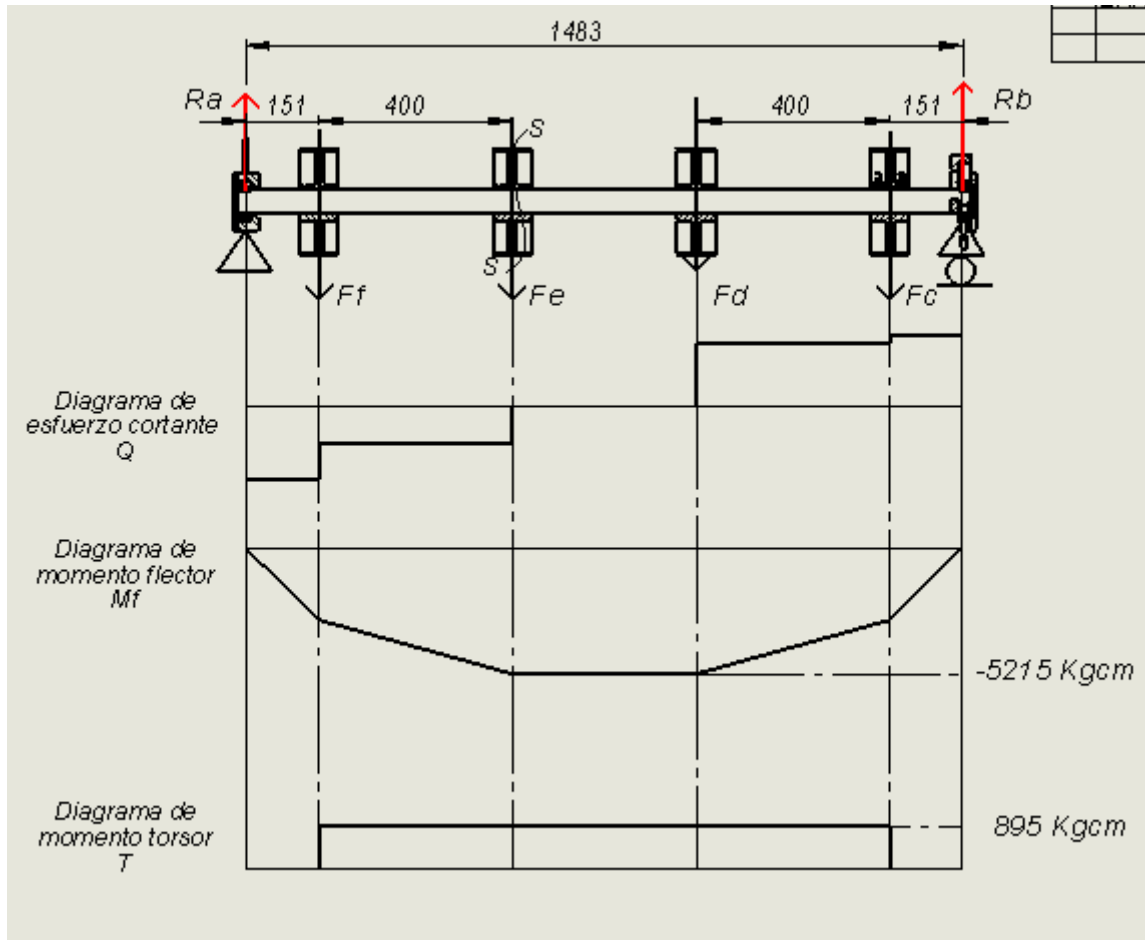 1483
Ra 151 400 400 151 Rb
S
S
Ff Fe Fd Fc
Diagrama de
esfuerzo cortante
Q
Diagrama de
momento flector
Mf
-5215 Kgcm
Diagrama de
momento torsor
T
895 Kgcm